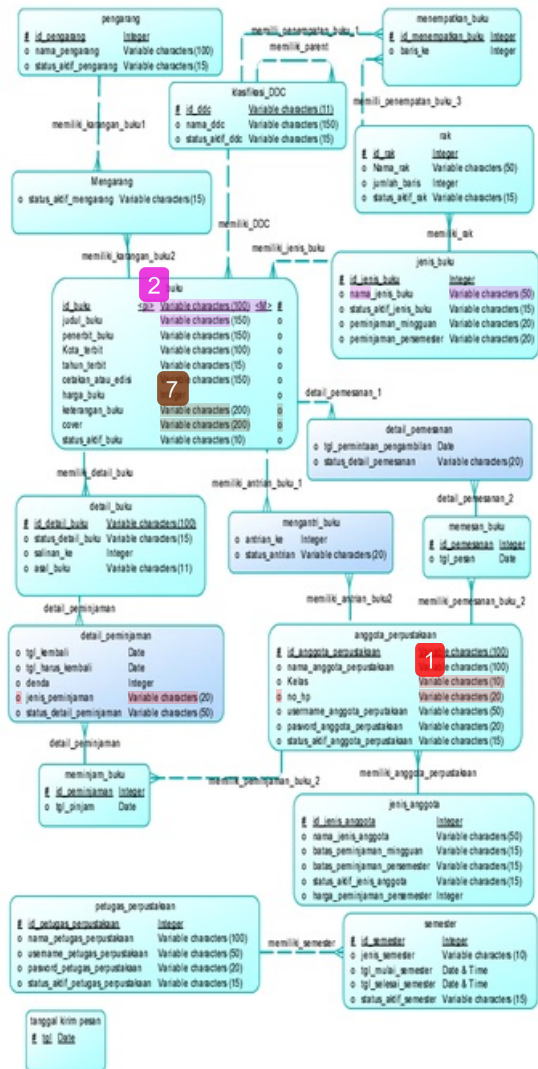 pengarang
# id_pengarang Integer
o nama_pengarang Variable characters (100)
o status_aktif_pengarang Variable characters (15)
memilli_penempatan_buku_1
memiliki_parent
menempatkan_buku
# id_menempatkan_buku Integer
o baris_ke Integer
klasifikasi_DDC
# id_ddc Variable characters (11)
o nama_ddc Variable characters (150)
o status_aktif_ddc Variable characters (15)
memilli_penempatan_buku_3
memiliki_karangan_buku1
rak
# id_rak Integer
o Nama_rak Variable characters (50)
o jumlah_baris Integer
o status_aktif_rak Variable characters (15)
Mengarang
o status_aktif_mengarang Variable characters (15)
memiliki_DDC
memiliki_rak
memiliki_karangan_buku2
memiliki_jenis_buku
jenis_buku
# id_jenis_buku Integer
o nama_jenis_buku Variable characters (50)
o status_aktif_jenis_buku Variable characters (15)
o peminjaman_mingguan Variable characters (20)
o peminjaman_persemester Variable characters (20)
2
buku
id_buku <pi> Variable characters (100) <M> #
judul_buku Variable characters (150) o
penerbit_buku Variable characters (150) o
Kota_terbit Variable characters (100) o
tahun_terbit Variable characters (15) o
cetakan_atau_edisi Variable characters (150) o
7
harga_buku o
keterangan_buku Variable characters (200) o
cover Variable characters (200) o
status_aktif_buku Variable characters (10) o
detail_pemesanan_1
detail_pemesanan
o tgl_permintaan_pengambilan Date
o status_detail_pemesanan Variable characters (20)
memiliki_detail_buku
memiliki_antrian_buku_1
detail_pemesanan_2
detail_buku
# id_detail_buku Variable characters (100)
o status_detail_buku Variable characters (15)
o salinan_ke Integer
o asal_buku Variable characters (11)
mengantri_buku
o antrian_ke Integer
o status_antrian Variable characters (20)
memesan_buku
# id_pemesanan Integer
o tgl_pesan Date
detail_peminjaman
memiliki_antrian_buku2
memiliki_pemesanan_buku_2
detail_peminjaman
o tgl_kembali Date
o tgl_harus_kembali Date
o denda Integer
o jenis_peminjaman Variable characters (20)
o status_detail_peminjaman Variable characters (50)
anggota_perpustakaan
1
# id_anggota_perpustakaan Variable characters (100)
o nama_anggota_perpustakaan Variable characters (100)
o Kelas Variable characters (10)
o no_hp Variable characters (20)
o username_anggota_perputakaan Variable characters (50)
o pasword_anggota_perpustakaan Variable characters (20)
o status_aktif_anggota_perpustakaan Variable characters (15)
detail_peminjaman
memiliki_peminjaman_buku_2
memiliki_anggota_perpustakaan
meminjam_buku
# id_peminjaman Integer
o tgl_pinjam Date
jenis_anggota
# id_jenis_anggota Integer
o nama_jenis_anggota Variable characters (50)
o batas_peminjaman_mingguan Variable characters (15)
o batas_peminjaman_persemester Variable characters (15)
o status_aktif_jenis_anggota Variable characters (15)
o harga_peminjaman_persemester Integer
petugas_perpustakaan
# id_petugas_perpustakaan Integer
o nama_petugas_perpustakaan Variable characters (100)
o username_petugas_perpustakaan Variable characters (50)
o pasword_petugas_perpustakaan Variable characters (20)
o status_aktif_petugas_perpustakaan Variable characters (15)
memiliki_semester
semester
# id_semester Integer
o jenis_semester Variable characters (10)
o tgl_mulai_semester Date & Time
o tgl_selesai_semester Date & Time
o status_aktif_semester Variable characters (15)
tanggal kirim pesan
# tgl Date